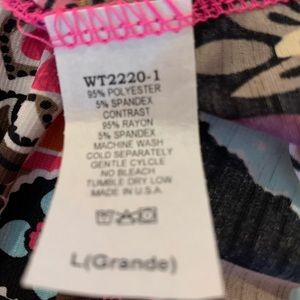 WT2220-1
95% POLYESTER
5% SPANDEX
CONTRAST
95% RAYON
5% SPANDEX
MACHINE WASH
COLD SEPARATELY
GENTLE CYLCLE
NO BLEACH
TUMBLE DRY LOW
MADE IN U.S.A.
L(Grande)